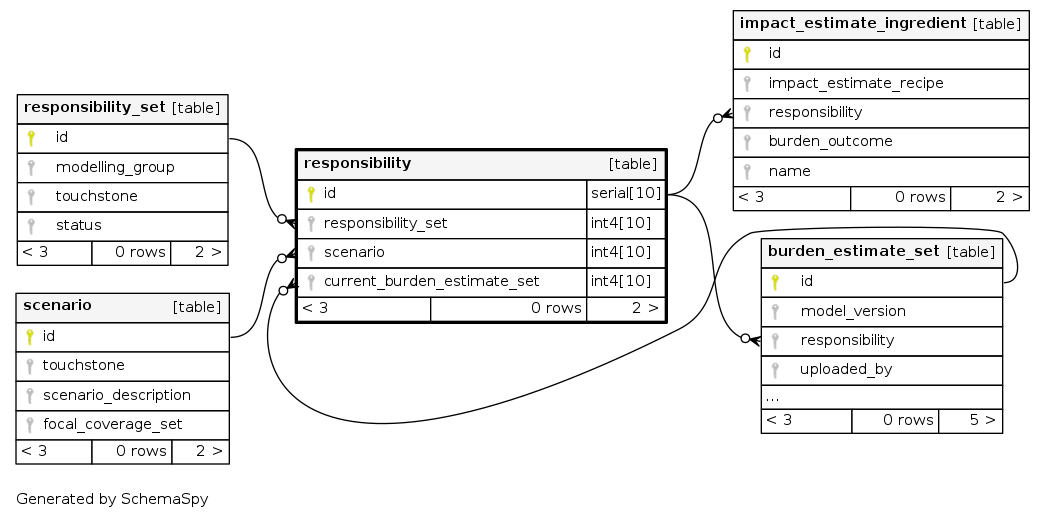 impact_estimate_ingredient [table]
id
impact_estimate_recipe
responsibility
burden_outcome
name
< 3 0 rows 2 >
responsibility_set [table]
id
modelling_group
touchstone
status
< 3 0 rows 2 >
responsibility [table]
id serial[10]
responsibility_set int4[10]
scenario int4[10]
current_burden_estimate_set int4[10]
< 3 0 rows 2 >
burden_estimate_set [table]
id
model_version
responsibility
uploaded_by
...
< 3 0 rows 5 >
scenario [table]
id
touchstone
scenario_description
focal_coverage_set
< 3 0 rows 2 >
Generated by SchemaSpy